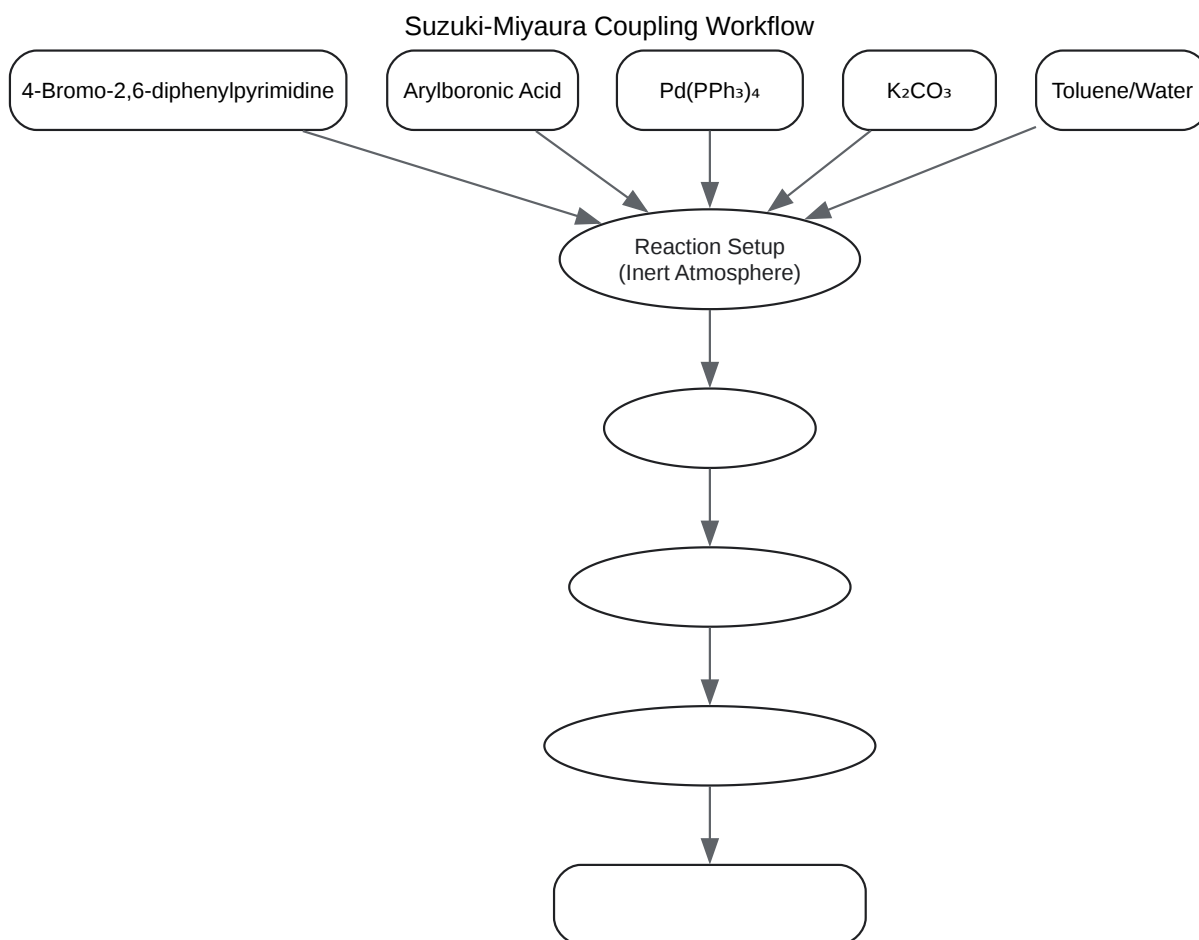 Suzuki-Miyaura Coupling Workflow
4-Bromo-2,6-diphenylpyrimidine
Arylboronic Acid
Pd(PPh₃)₄
K₂CO₃
Toluene/Water
Reaction Setup
(Inert Atmosphere)